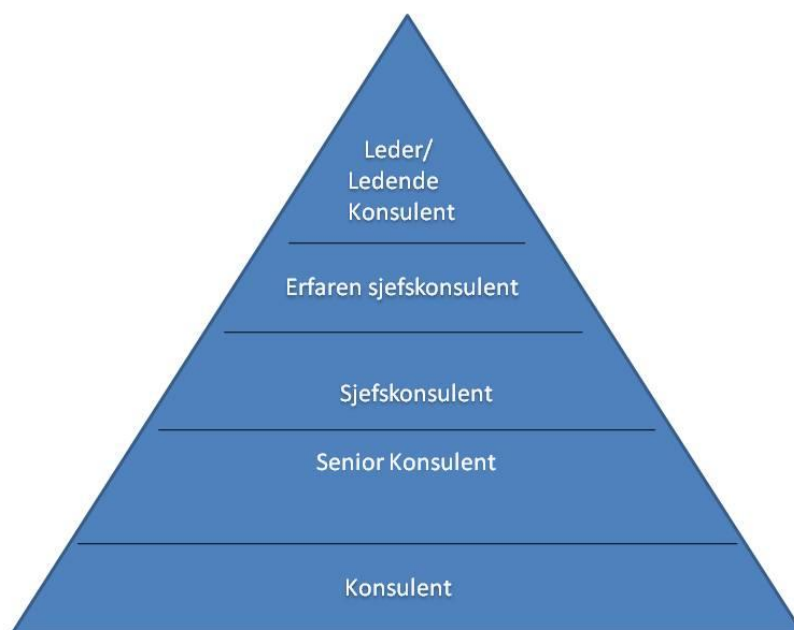 Leder/
Ledende
Konsulent
Erfaren sjefskonsulent
Sjefskonsulent
Senior Konsulent
Konsulent